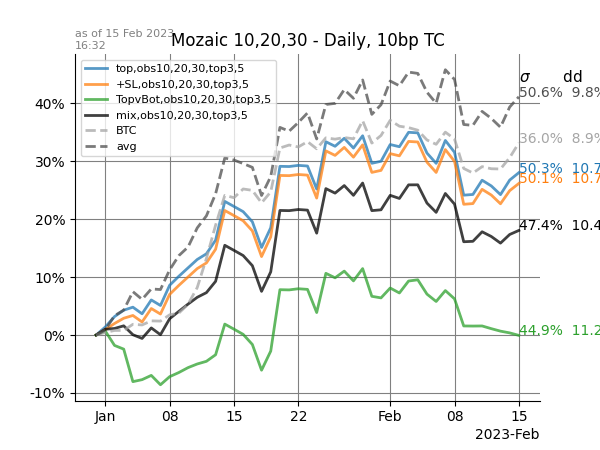 as of 15 Feb 2023
16:32
Mozaic 10,20,30 - Daily, 10bp TC
top,obs10,20,30,top3,5
+SL,obs10,20,30,top3,5
TopvBot,obs10,20,30,top3,5
mix,obs10,20,30,top3,5
BTC
avg
σ dd
50.6% 9.8%
36.0% 8.9%
50.3% 10.7
50.1% 10.7
47.4% 10.4
44.9% 11.2
40%
30%
20%
10%
0%
-10%
Jan 08 15 22 Feb 08 15
2023-Feb